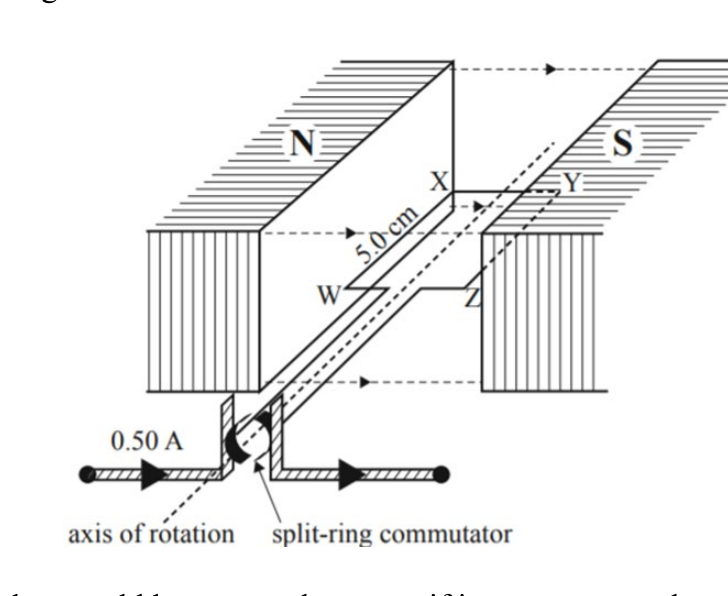 N
S
X
Y
5.0 cm
W
Z
0.50 A
axis of rotation
split-ring commutator